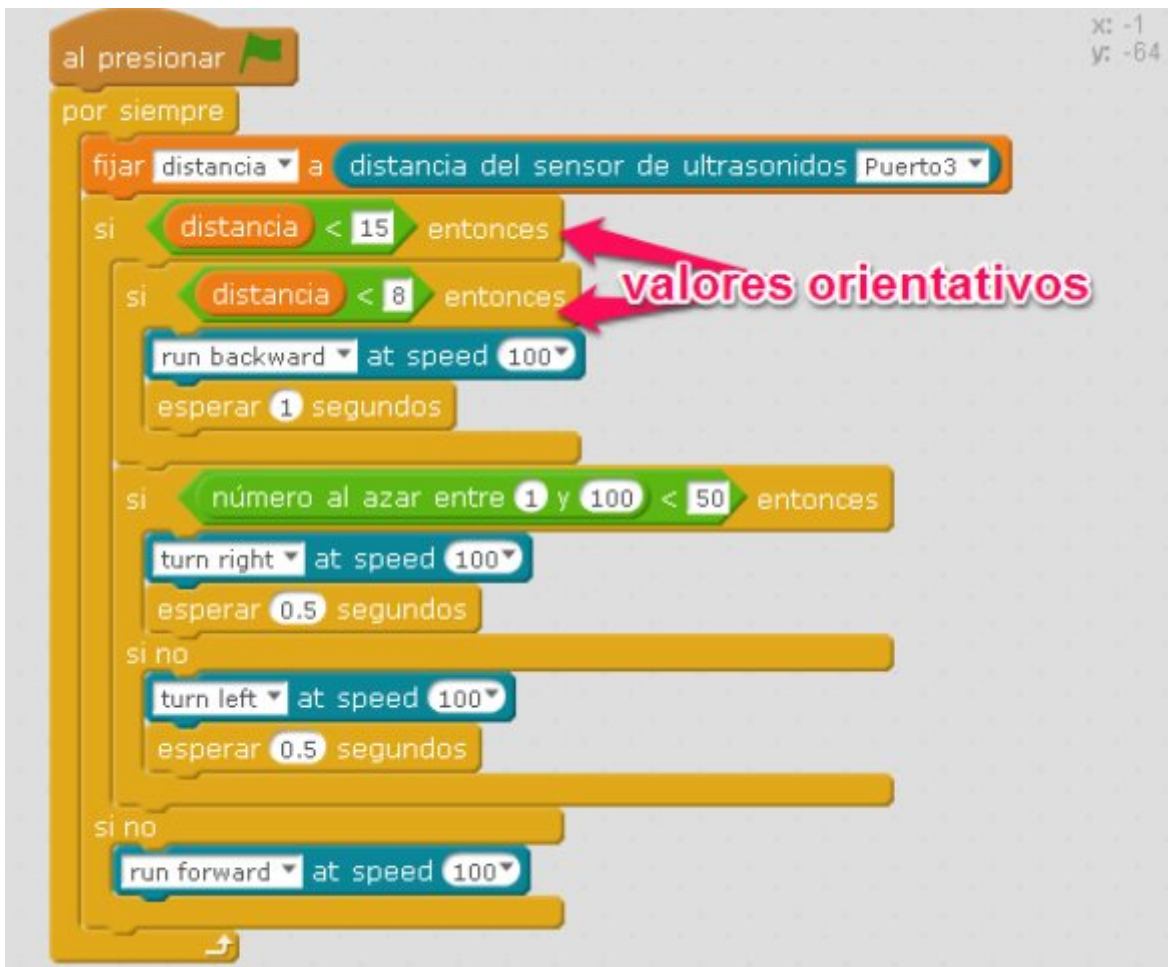 x: -1
y: -64
al presionar
por siempre
fijar distancia a distancia del sensor de ultrasonidos Puerto3
si distancia < 15 entonces
valores orientativos
si distancia < 8 entonces
run backward at speed 100
esperar 1 segundos
si número al azar entre 1 y 100 < 50 entonces
turn right at speed 100
esperar 0.5 segundos
si no
turn left at speed 100
esperar 0.5 segundos
si no
run forward at speed 100